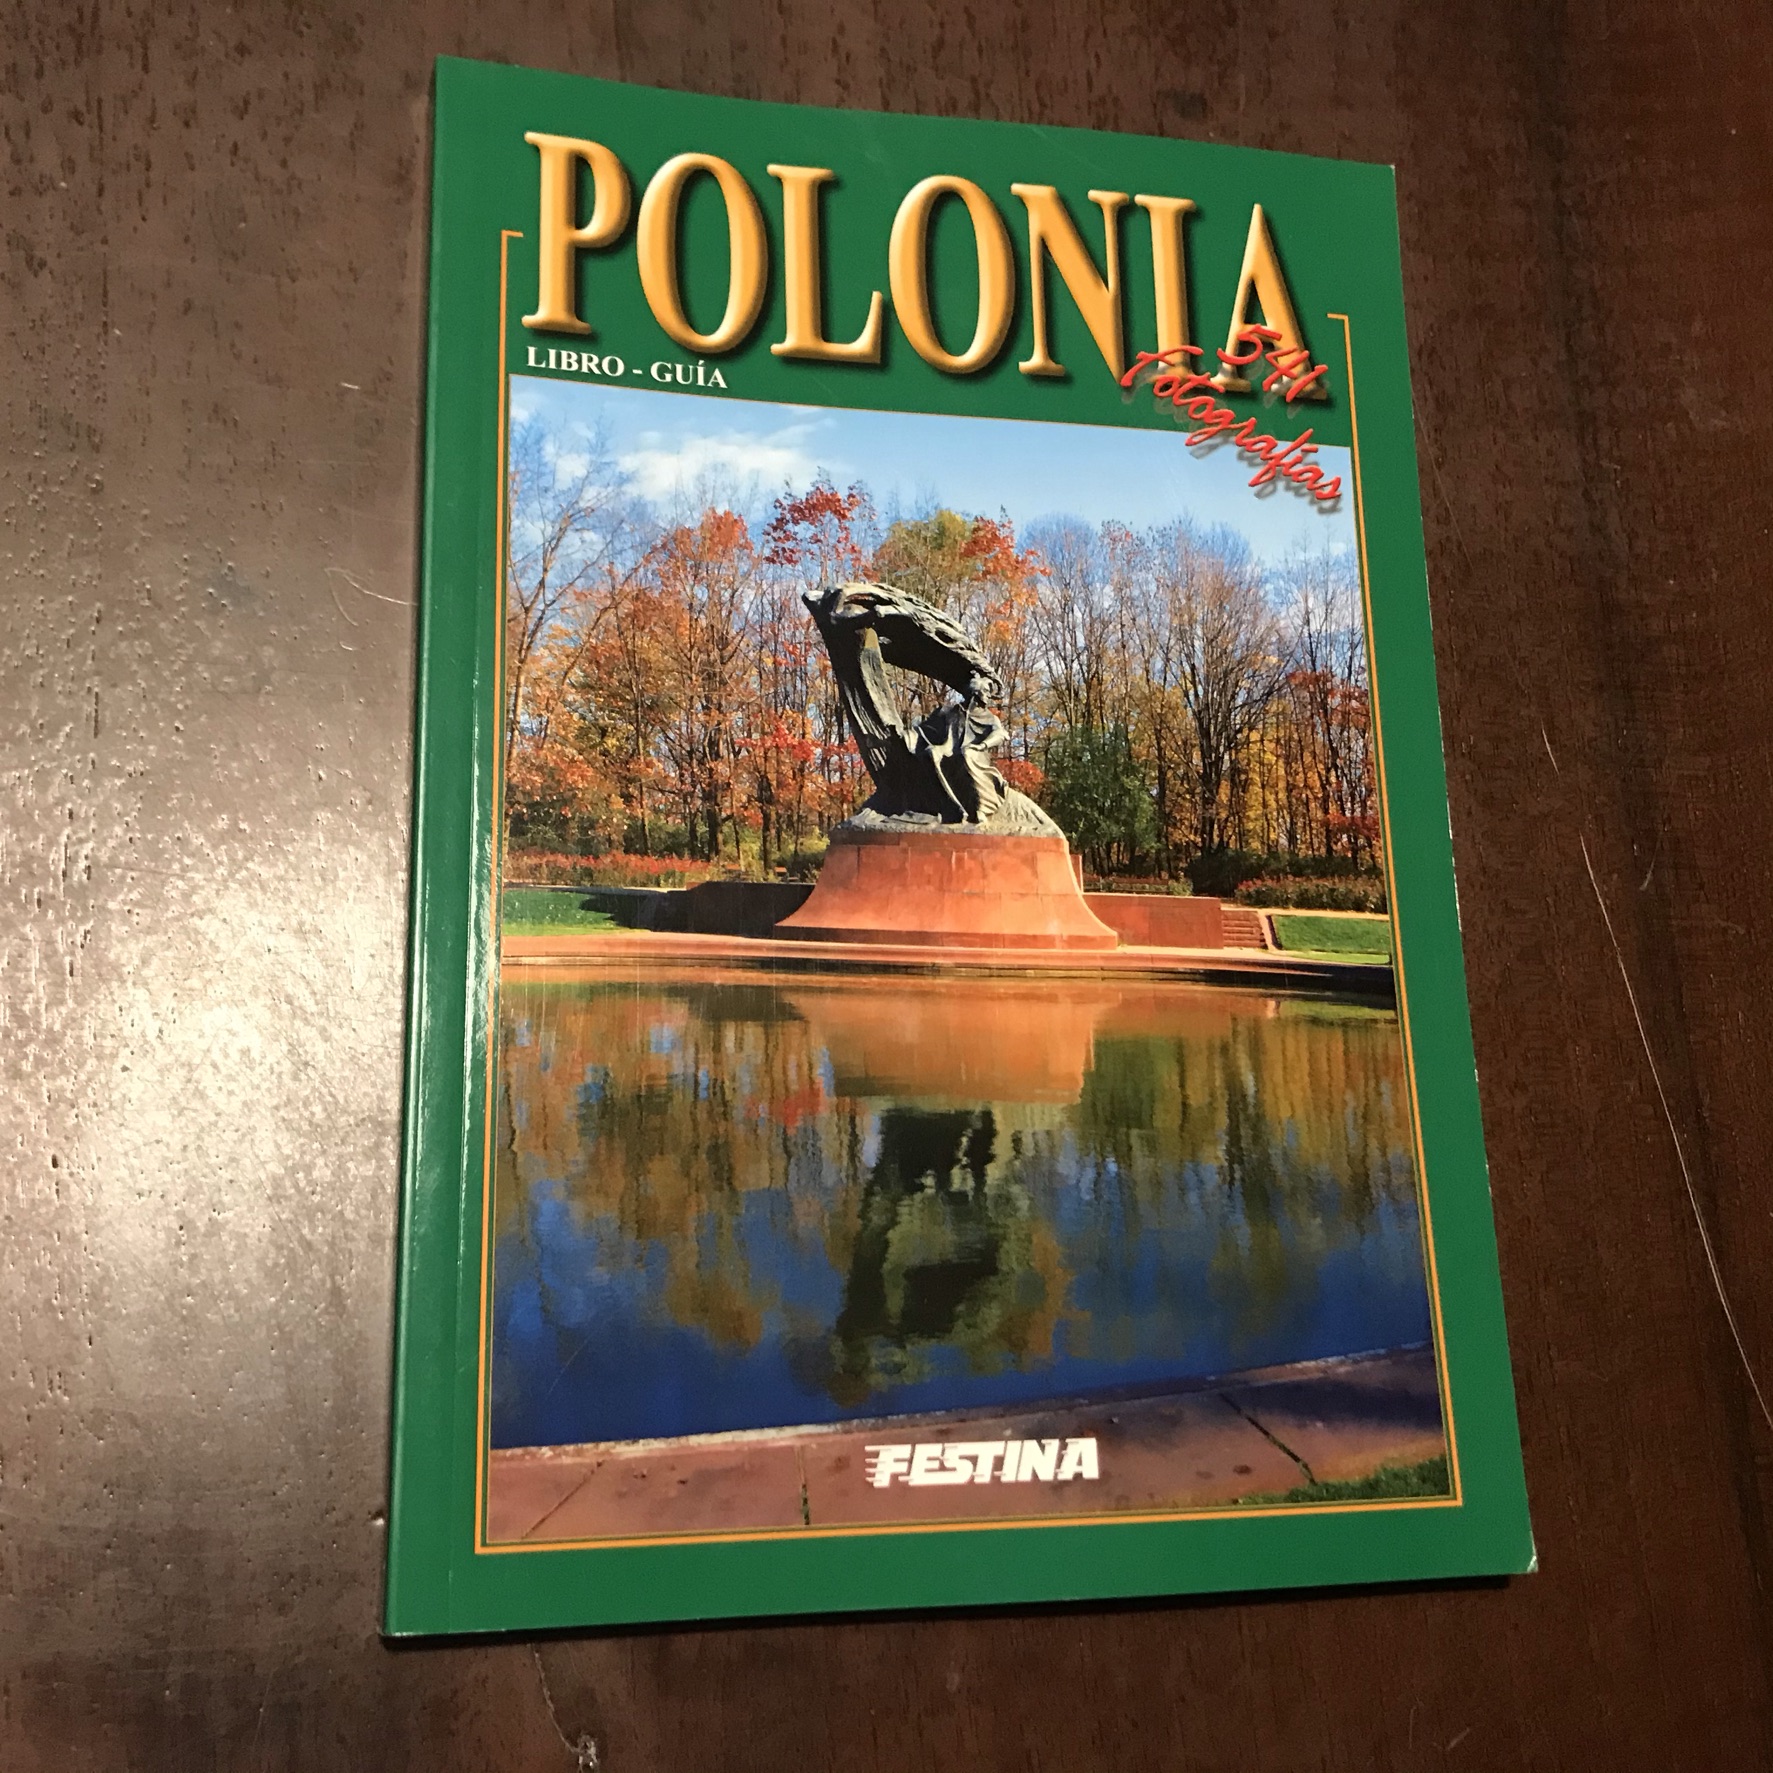 POLONIA
LIBRO - GUÍA
541
fotografías
FESTINA